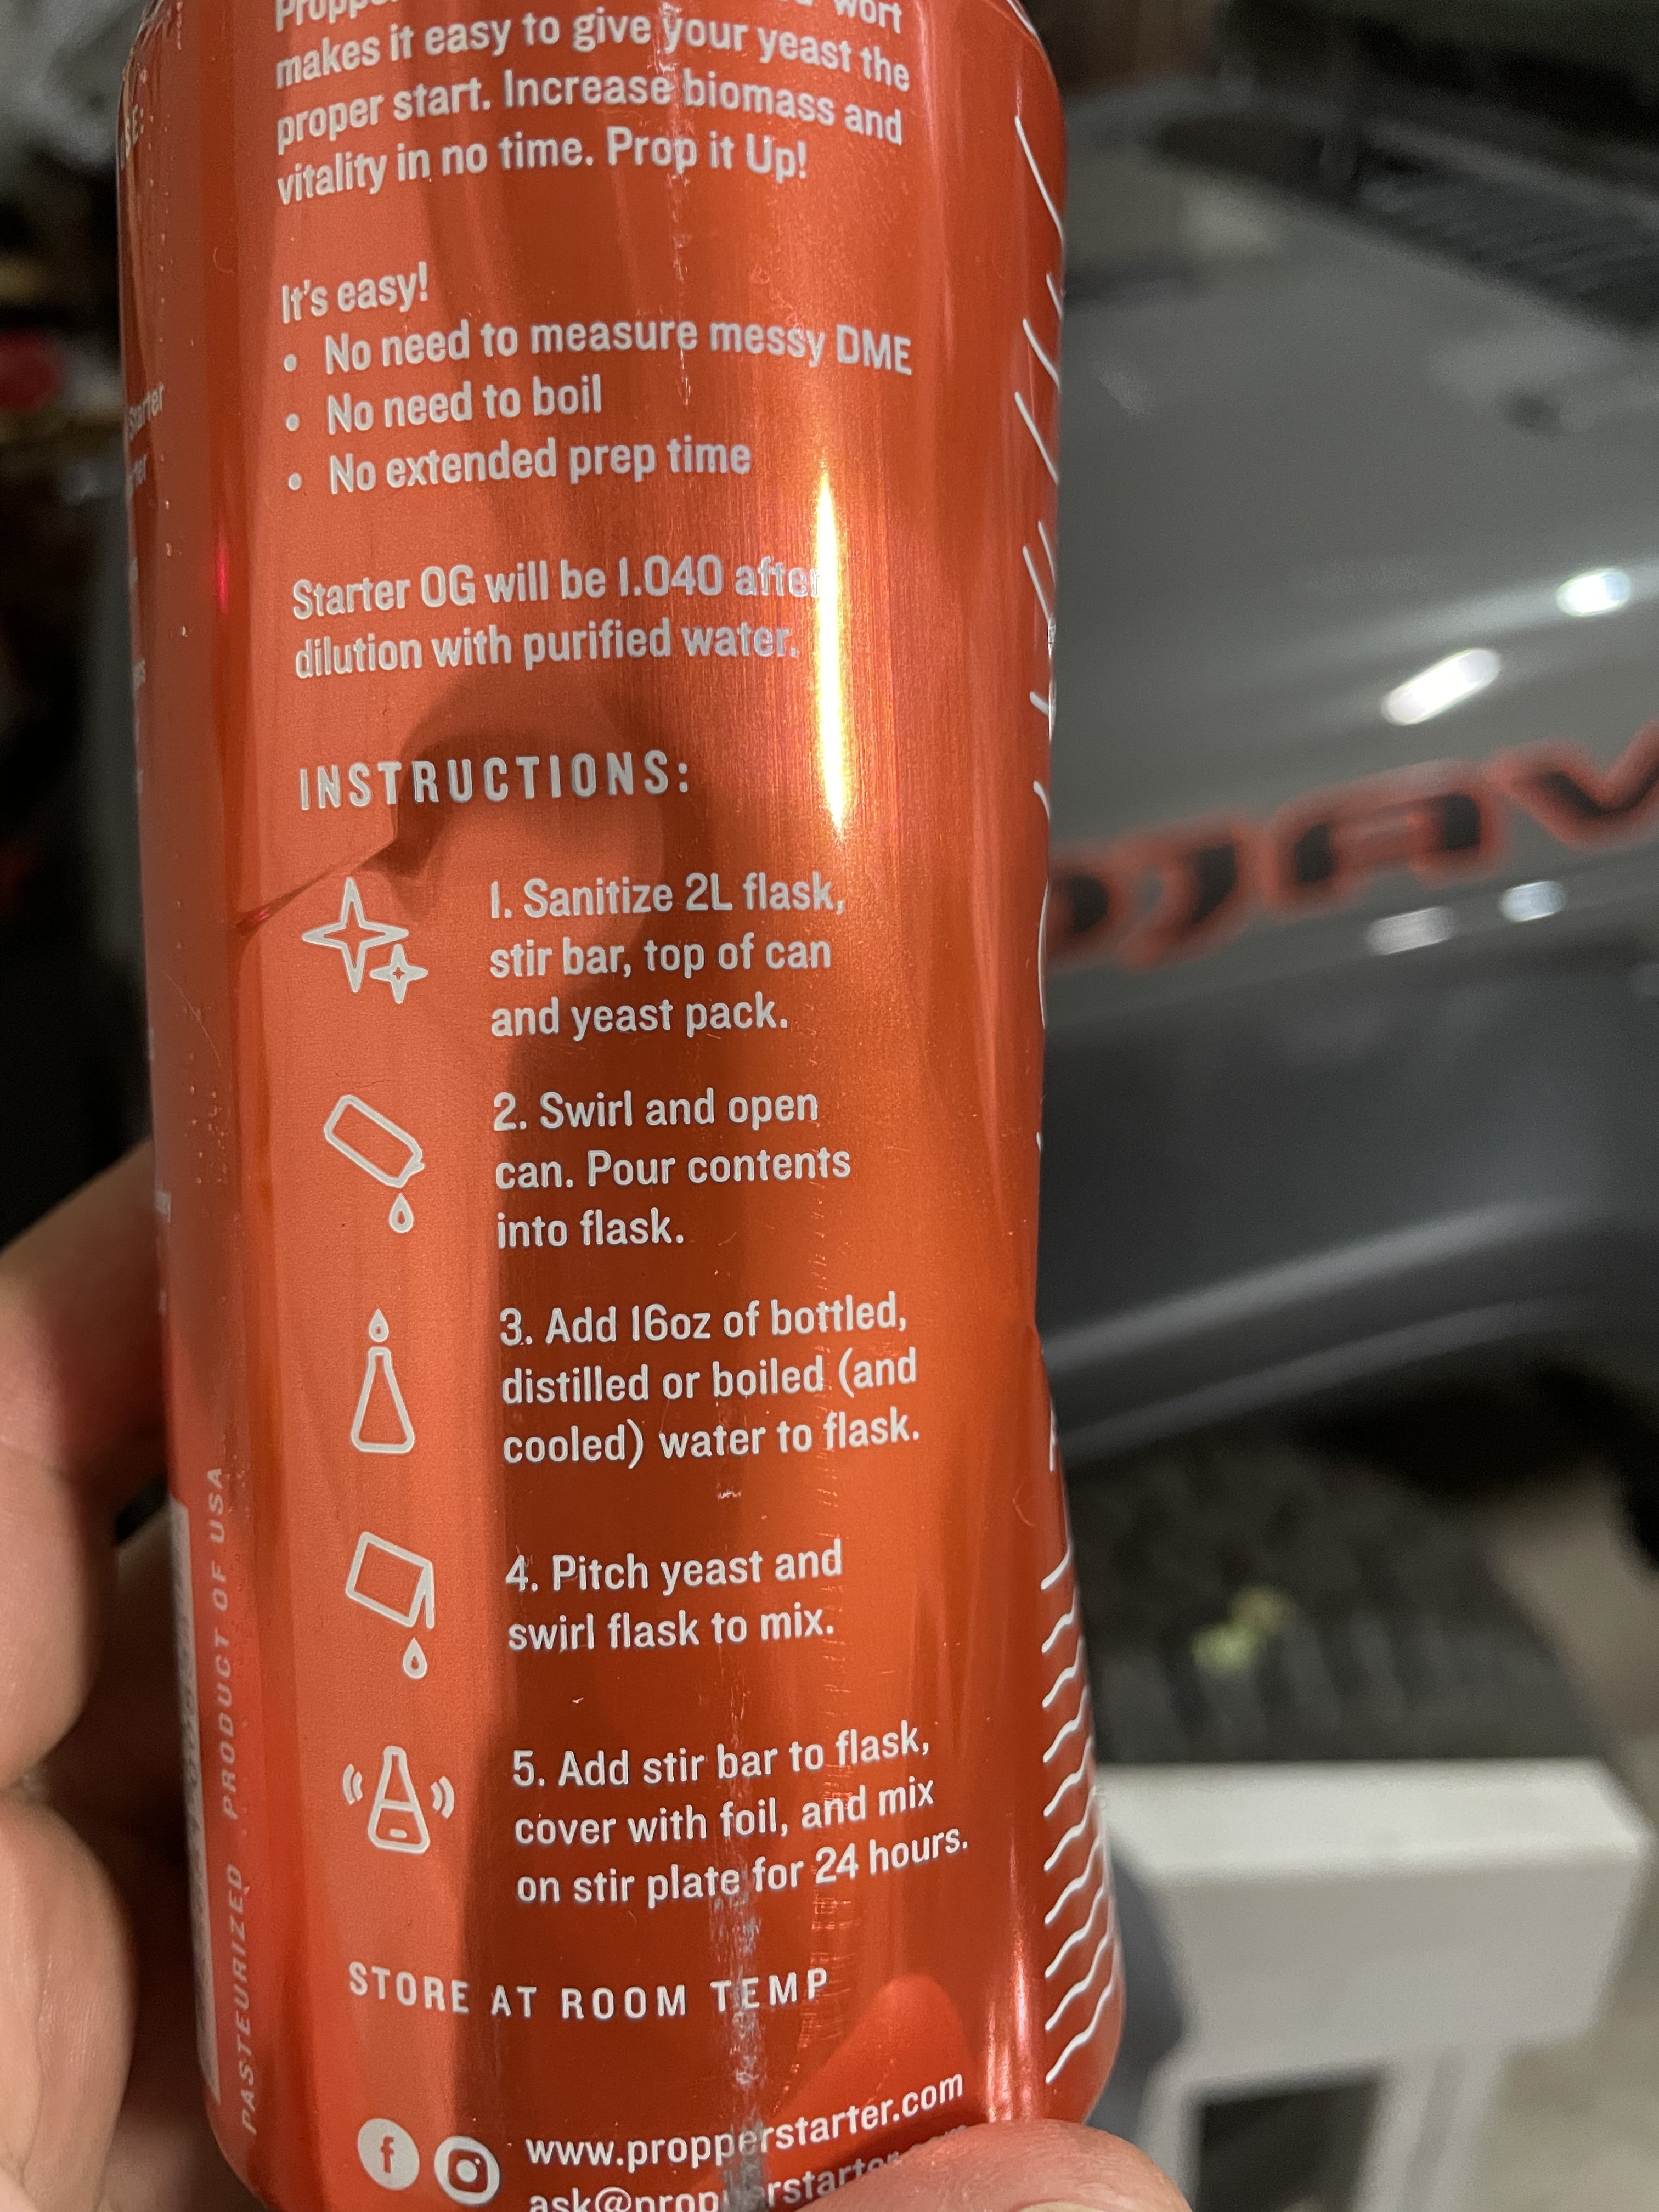 wort
makes it easy to give your yeast the
proper start. Increase biomass and
vitality in no time. Prop it Up!
It's easy!
• No need to measure messy DME
• No need to boil
• No extended prep time
Starter OG will be 1.040 after
dilution with purified water.
INSTRUCTIONS:
1. Sanitize 2L flask,
stir bar, top of can
and yeast pack.
2. Swirl and open
can. Pour contents
into flask.
3. Add 16oz of bottled,
distilled or boiled (and
cooled) water to flask.
4. Pitch yeast and
swirl flask to mix.
5. Add stir bar to flask,
cover with foil, and mix
on stir plate for 24 hours.
STORE AT ROOM TEMP
www.propperstarter.com
PASTEURIZED PRODUCT OF USA